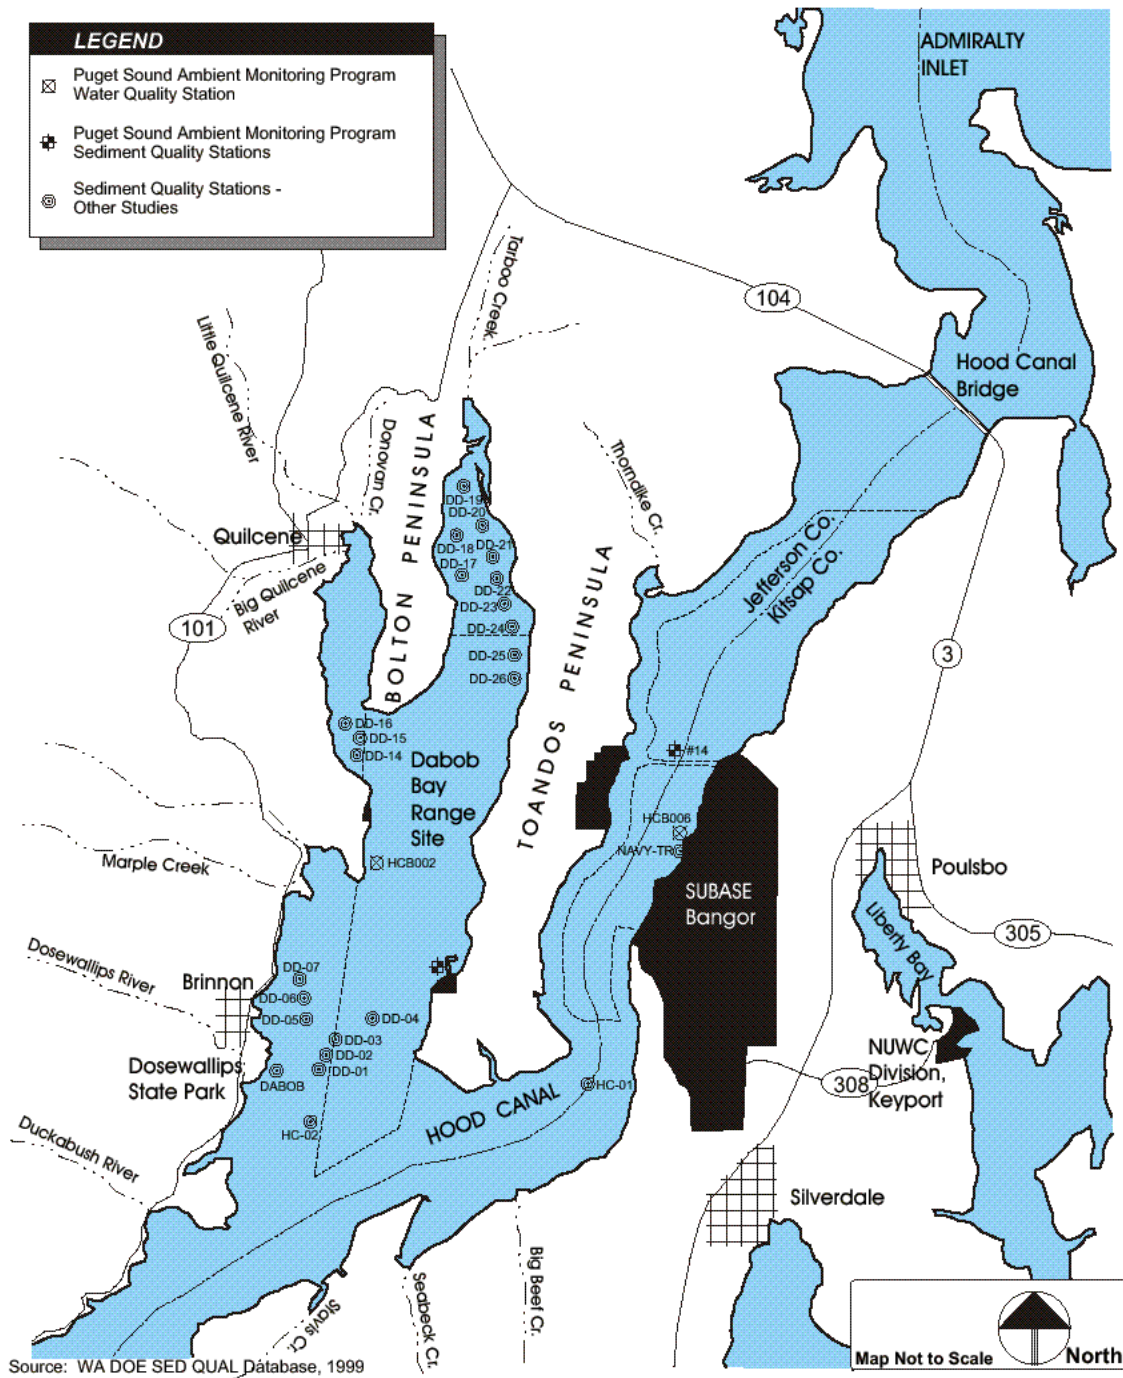 LEGEND
Puget Sound Ambient Monitoring Program
Water Quality Station
Puget Sound Ambient Monitoring Program
Sediment Quality Stations
Sediment Quality Stations -
Other Studies
ADMIRALTY
INLET
Tarboo Creek
104
Little Quilcene River
Hood Canal
Bridge
Donovan Cr.
BOLTON PENINSULA
Thorndike Cr.
DD-19
DD-20
DD-18
DD-21
DD-17
DD-22
DD-23
DD-24
DD-25
DD-26
Quilcene
Big Quilcene
River
101
Jefferson Co.
Kitsap Co.
TOANDOS PENINSULA
3
DD-16
DD-15
DD-14
#14
Dabob
Bay
Range
Site
HCB006
NAVY-TR
HCB002
Marple Creek
SUBASE
Bangor
Poulsbo
Liberty Bay
305
Dosewallips River
Brinnon
DD-07
DD-06
DD-05
DD-04
DD-03
DD-02
DD-01
DABOB
Dosewallips
State Park
HC-01
NUWC
Division,
Keyport
308
HOOD CANAL
HC-02
Duckabush River
Silverdale
Big Beef Cr.
Seabeck Cr.
Stavis Cr.
Map Not to Scale
North
Source: WA DOE SED QUAL Database, 1999